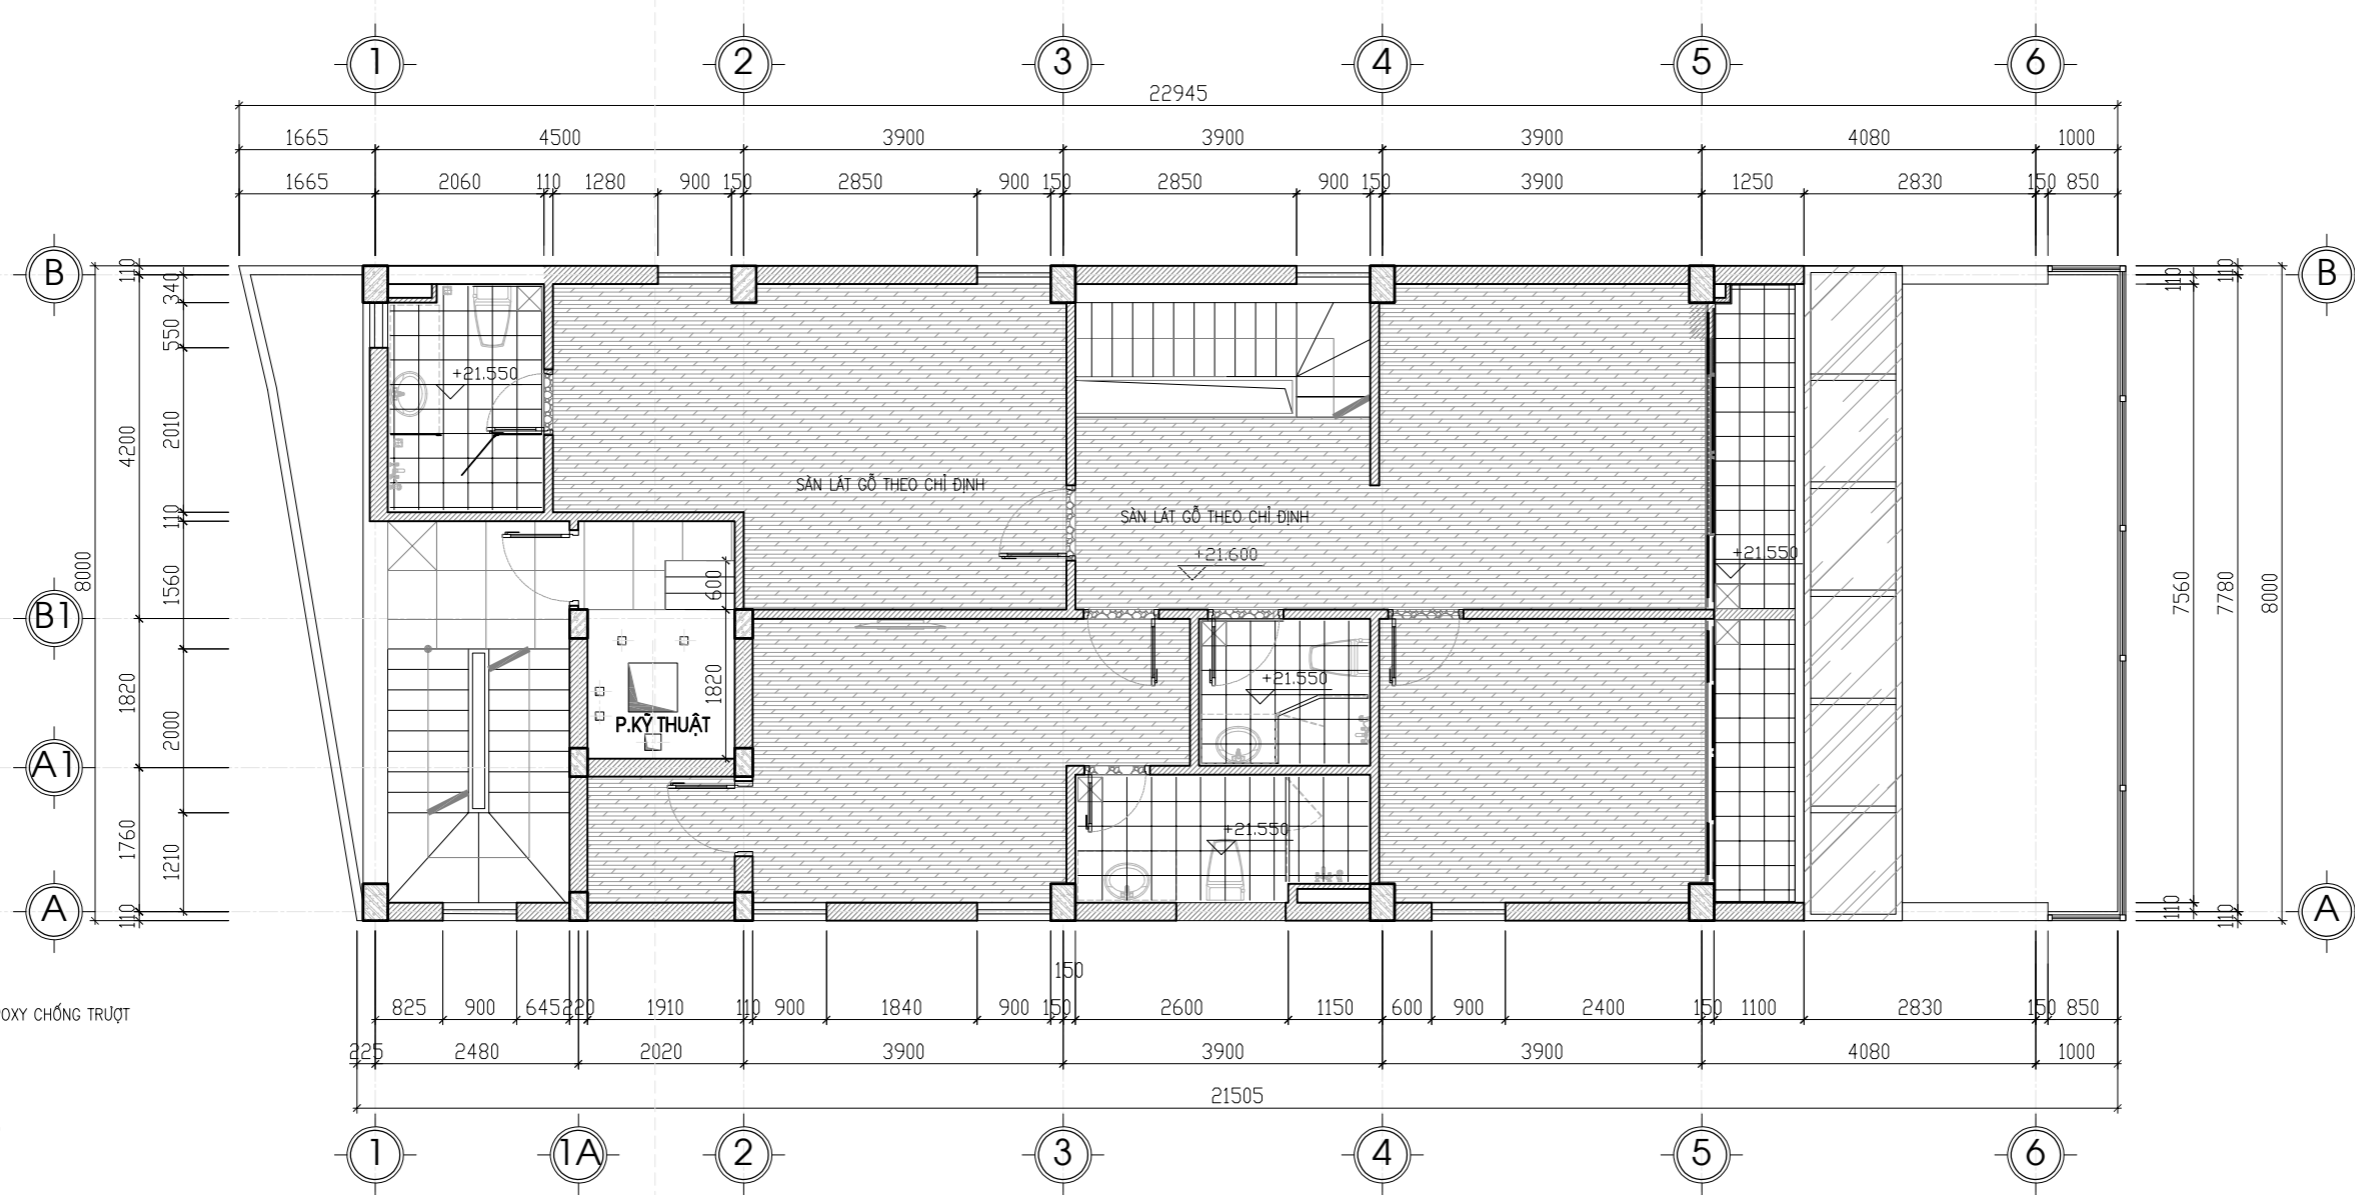 1 2 3 4 5 6
22945
1665 4500 3900 3900 3900 4080 1000
1665 2060 110 1280 900 150 2850 900 150 2850 900 150 3900 1250 2830 150 850
B B
110 340 110 110
550
+21.550
4200 2010
SÀN LÁT GỖ THEO CHỈ ĐỊNH
SÀN LÁT GỖ THEO CHỈ ĐỊNH
110
+21.600 +21.550
8000 1560 600 7560 7780 8000
B1
1820 2000 1820 +21.550
P.KỸ THUẬT
A1
+21.550
1760 1210
A A
110 110 110
150
825 900 645 220 1910 110 900 1840 900 150 2600 1150 600 900 2400 150 1100 2830 150 850
OXY CHỐNG TRƯỢT
225 2480 2020 3900 3900 3900 4080 1000
21505
1 1A 2 3 4 5 6